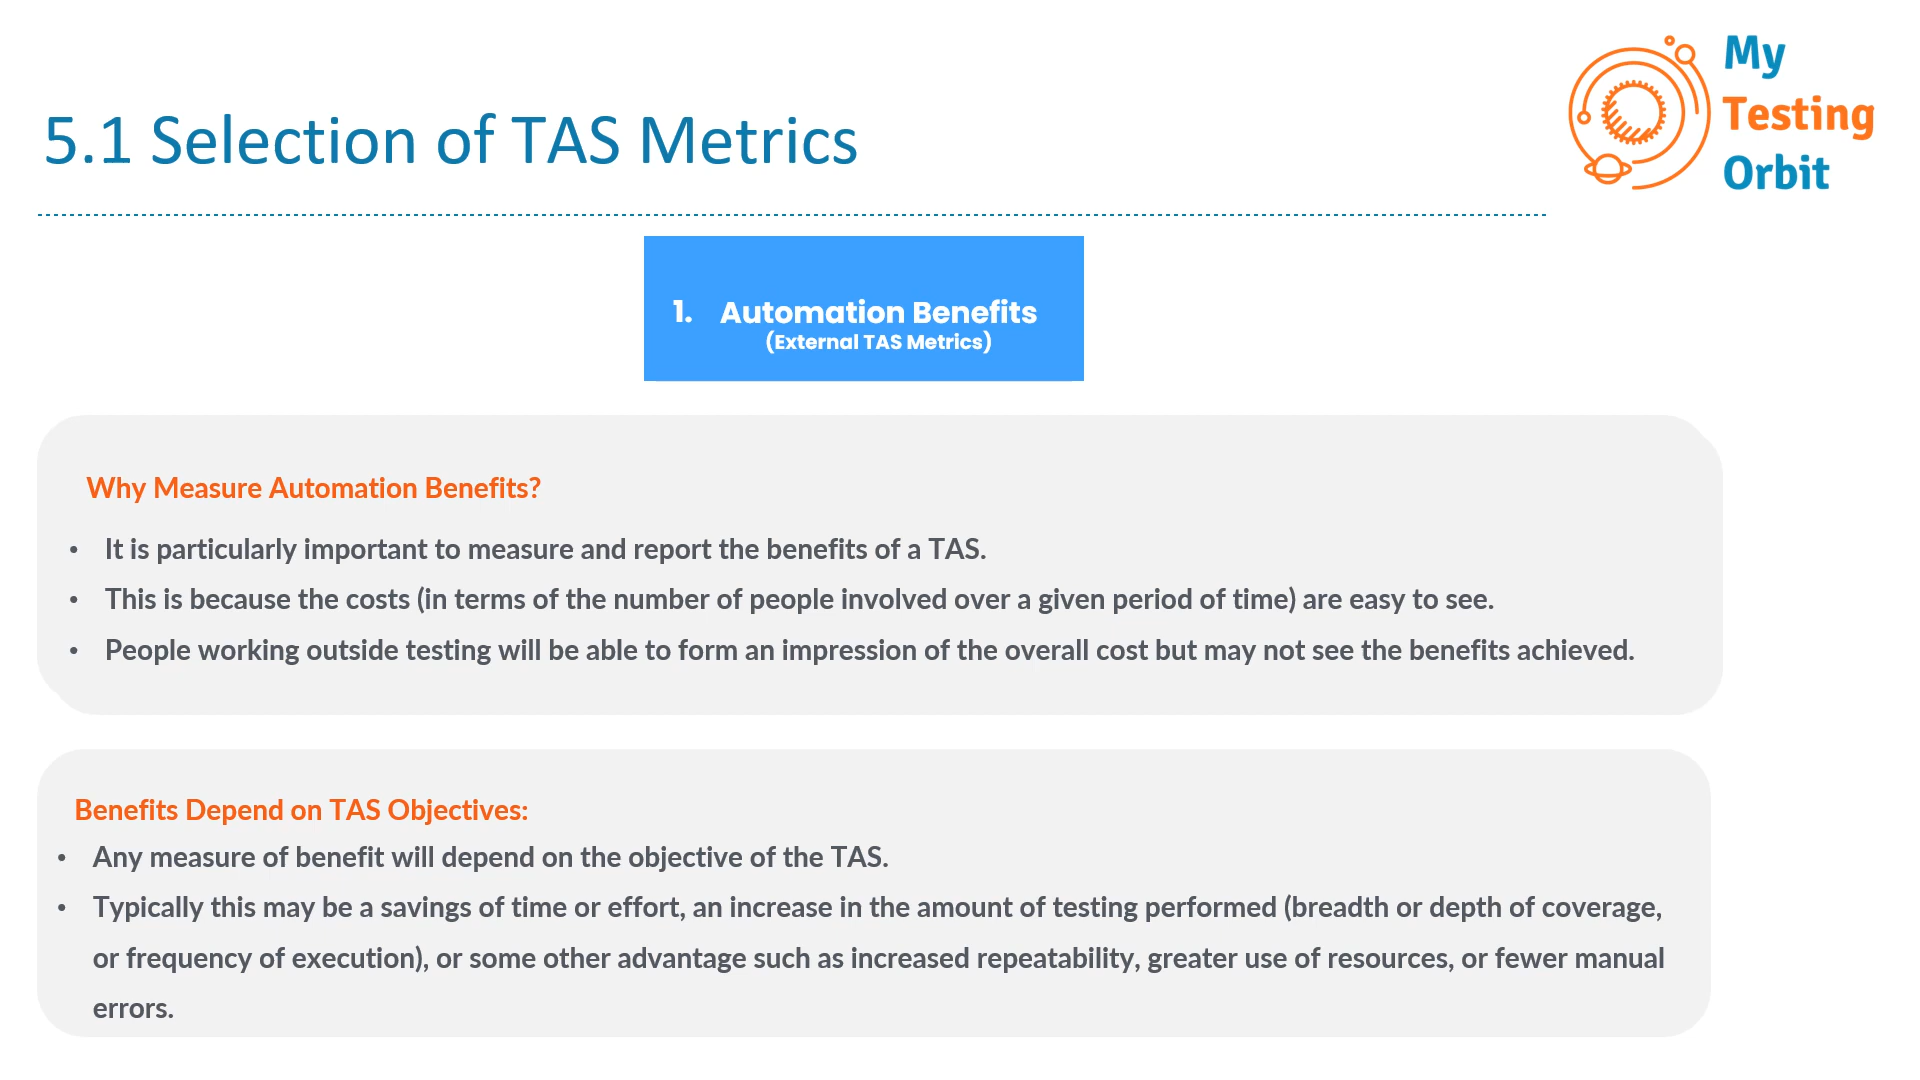 5.1 Selection of TAS Metrics
My
Testing
Orbit
1. Automation Benefits
(External TAS Metrics)
Why Measure Automation Benefits?
• It is particularly important to measure and report the benefits of a TAS.
• This is because the costs (in terms of the number of people involved over a given period of time) are easy to see.
• People working outside testing will be able to form an impression of the overall cost but may not see the benefits achieved.
Benefits Depend on TAS Objectives:
• Any measure of benefit will depend on the objective of the TAS.
• Typically this may be a savings of time or effort, an increase in the amount of testing performed (breadth or depth of coverage,
or frequency of execution), or some other advantage such as increased repeatability, greater use of resources, or fewer manual
errors.